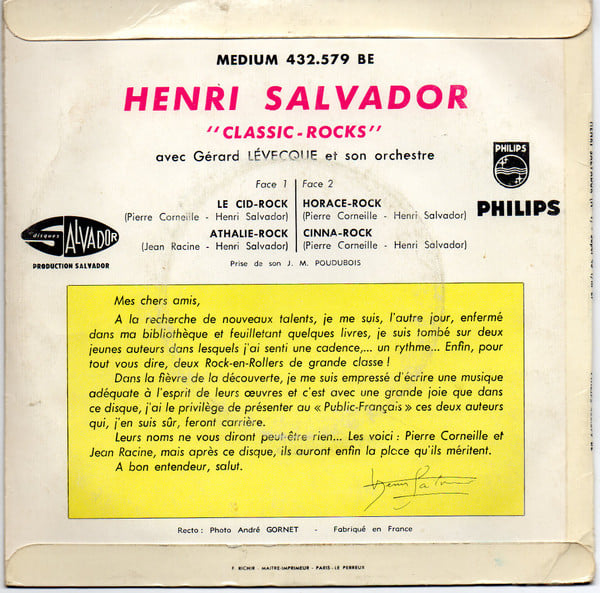 MEDIUM 432.579 BE
HENRI SALVADOR
"CLASSIC-ROCKS"
avec Gérard LÉVECQUE et son orchestre
PHILIPS
PHILIPS
Face 1
LE CID-ROCK
(Pierre Corneille - Henri Salvador)
ATHALIE-ROCK
(Jean Racine - Henri Salvador)
Face 2
HORACE-ROCK
(Pierre Corneille - Henri Salvador)
CINNA-ROCK
(Pierre Corneille - Henri Salvador)
Prise de son J. M. POUDUBOIS
disques SALVADOR
PRODUCTION SALVADOR
Mes chers amis,
A la recherche de nouveaux talents, je me suis, l'autre jour, enfermé
dans ma bibliothèque et feuilletant quelques livres, je suis tombé sur deux
jeunes auteurs dans lesquels j'ai senti une cadence,... un rythme... Enfin, pour
tout vous dire, deux Rock-en-Rollers de grande classe !
Dans la fièvre de la découverte, je me suis empressé d'écrire une musique
adéquate à l'esprit de leurs œuvres et c'est avec une grande joie que dans
ce disque, j'ai le privilège de présenter au « Public-Français » ces deux auteurs
qui, j'en suis sûr, feront carrière.
Leurs noms ne vous diront peut-être rien... Les voici : Pierre Corneille et
Jean Racine, mais après ce disque, ils auront enfin la place qu'ils méritent.
A bon entendeur, salut.
Henri Salvador
Recto : Photo André GORNET - Fabriqué en France
F. RICHIR - MAITRE-IMPRIMEUR - PARIS - LE PERREUX